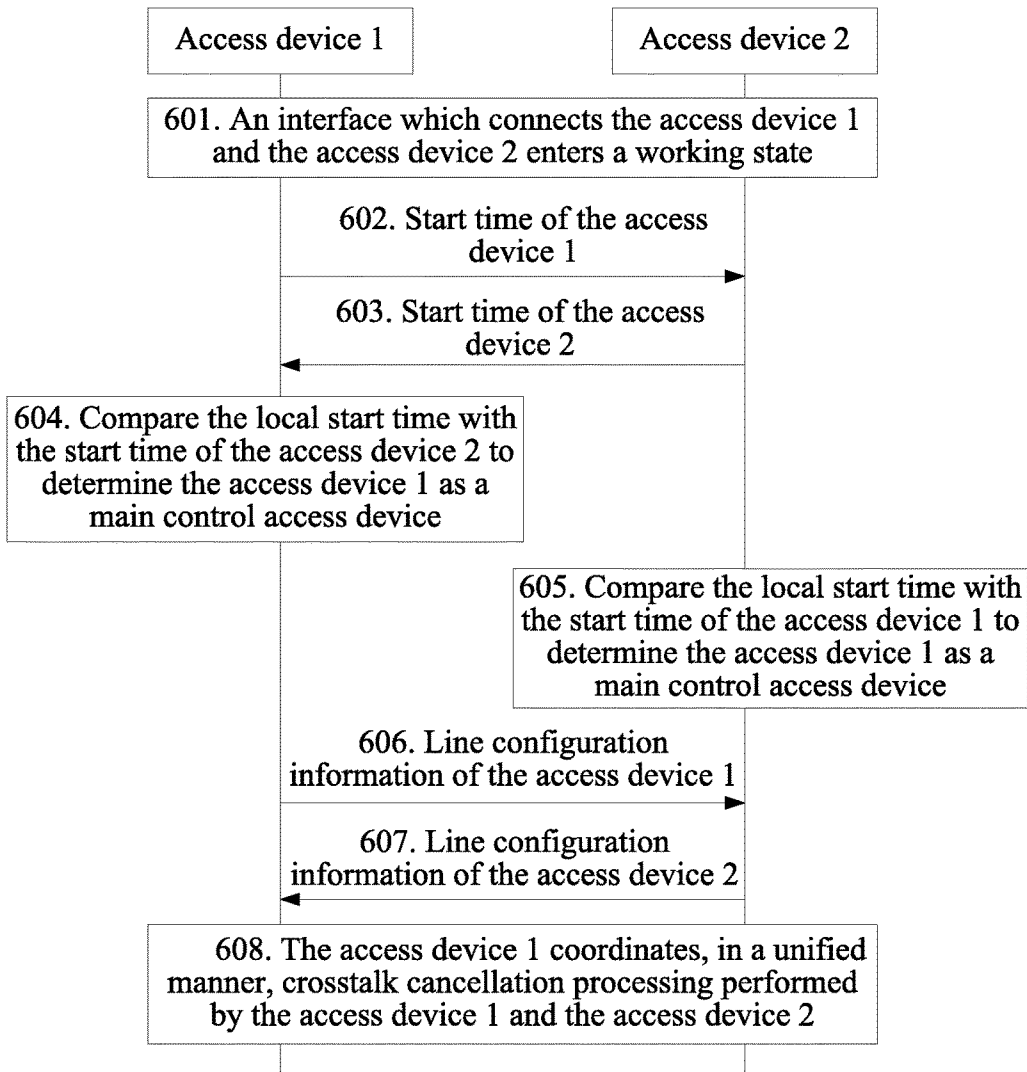 Access device 1
Access device 2
601. An interface which connects the access device 1
and the access device 2 enters a working state
602. Start time of the access
device 1
603. Start time of the access
device 2
604. Compare the local start time with
the start time of the access device 2 to
determine the access device 1 as a
main control access device
605. Compare the local start time with
the start time of the access device 1 to
determine the access device 1 as a
main control access device
606. Line configuration
information of the access device 1
607. Line configuration
information of the access device 2
608. The access device 1 coordinates, in a unified
manner, crosstalk cancellation processing performed
by the access device 1 and the access device 2